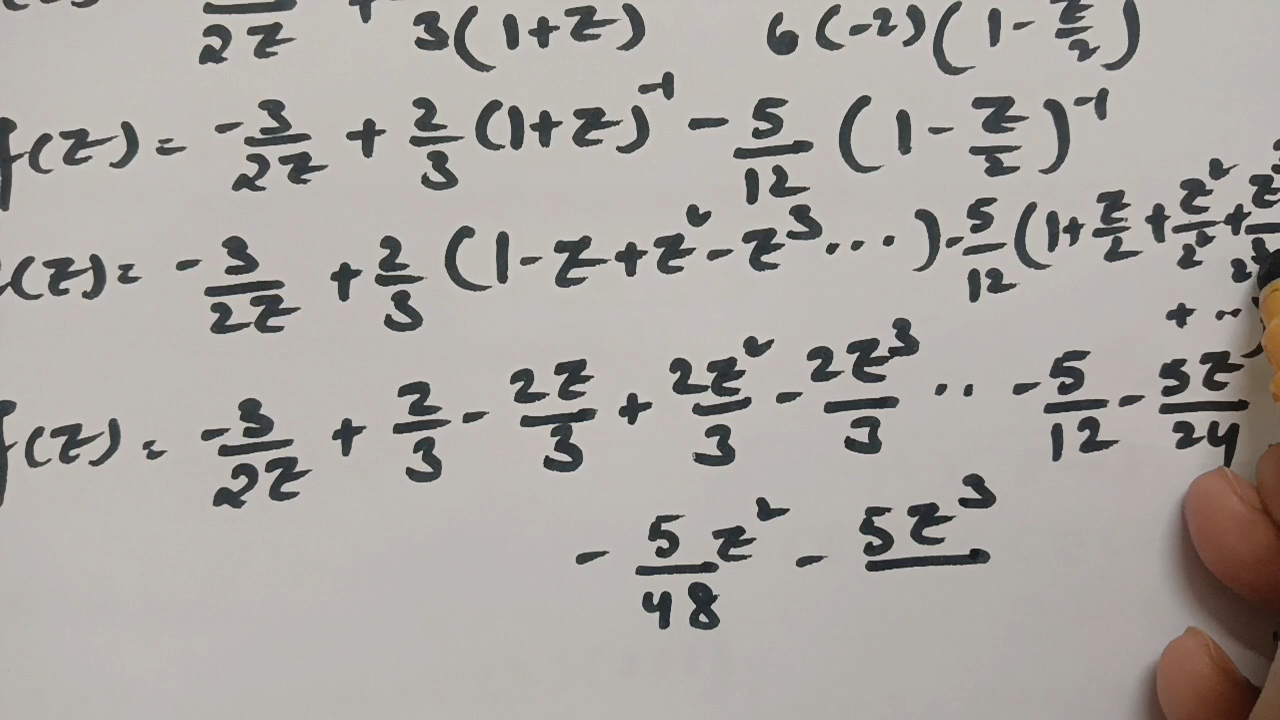 2z 3(1+z) 6(-2)(1-z/2)
f(z) = -3/2z + 2/3 (1+z)^-1 - 5/12 (1-z/2)^-1
(z) = -3/2z + 2/3 (1-z+z^2-z^3...) - 5/12 (1+z/2+z^2/2^2+
+ ..)
f(z) = -3/2z + 2/3 - 2z/3 + 2z^2/3 - 2z^3/3 .. - 5/12 - 5z/24
- 5/48 z^2 - 5z^3